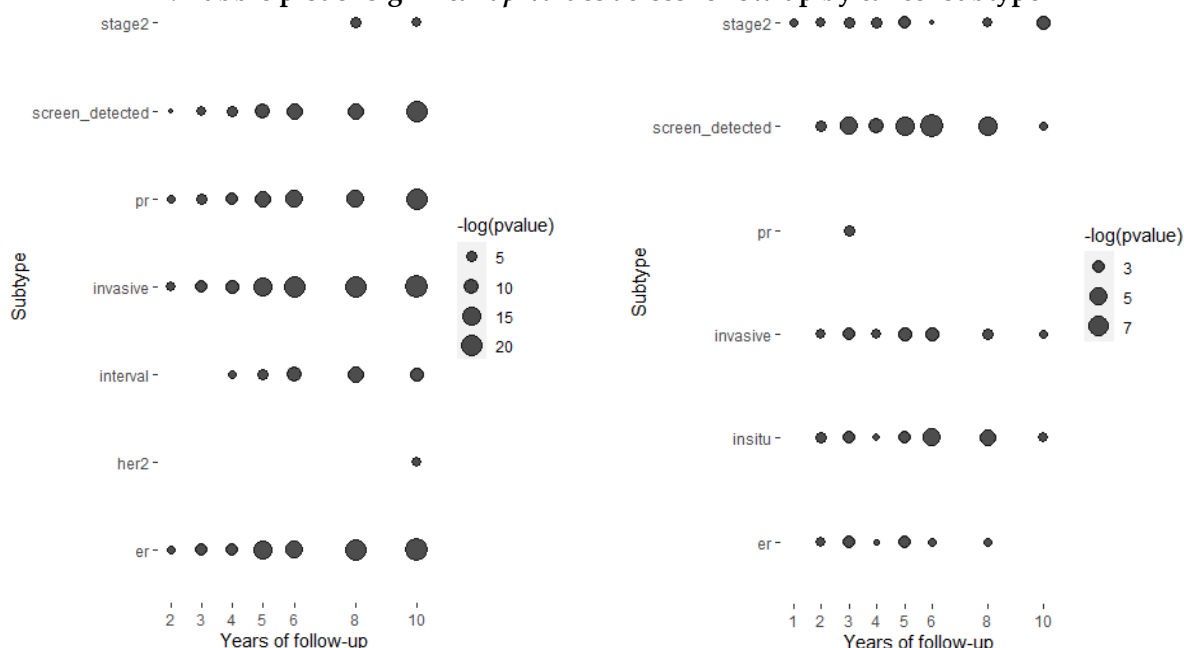 stage2
screen_detected
pr
invasive
interval
her2
er
Subtype
2 3 4 5 6 8 10
Years of follow-up
-log(pvalue)
5
10
15
20
stage2
screen_detected
pr
invasive
insitu
er
Subtype
1 2 3 4 5 6 8 10
Years of follow-up
-log(pvalue)
3
5
7